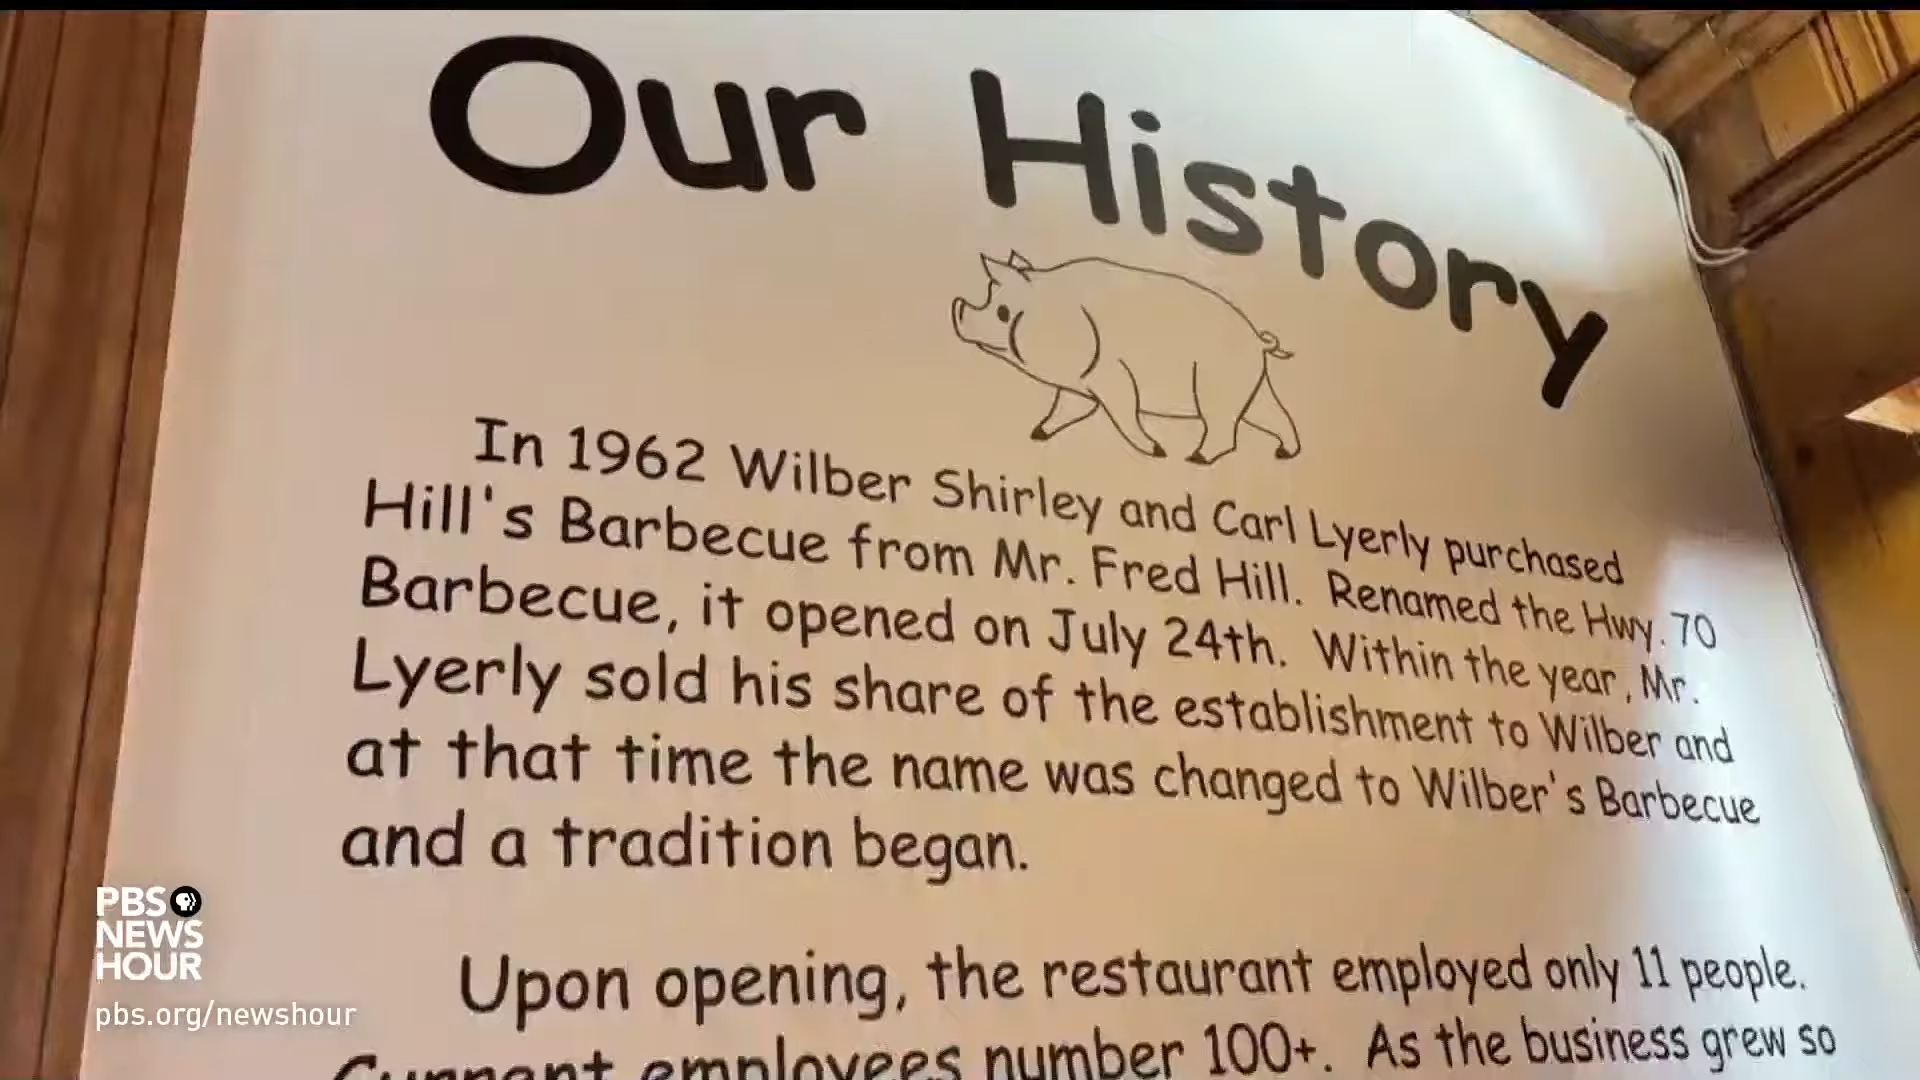 Our History
In 1962 Wilber Shirley and Carl Lyerly purchased
Hill's Barbecue from Mr. Fred Hill. Renamed the Hwy. 70
Barbecue, it opened on July 24th. Within the year, Mr.
Lyerly sold his share of the establishment to Wilber and
at that time the name was changed to Wilber's Barbecue
and a tradition began.
Upon opening, the restaurant employed only 11 people.
Current employees number 100+. As the business grew so
PBS
NEWS
HOUR
pbs.org/newshour